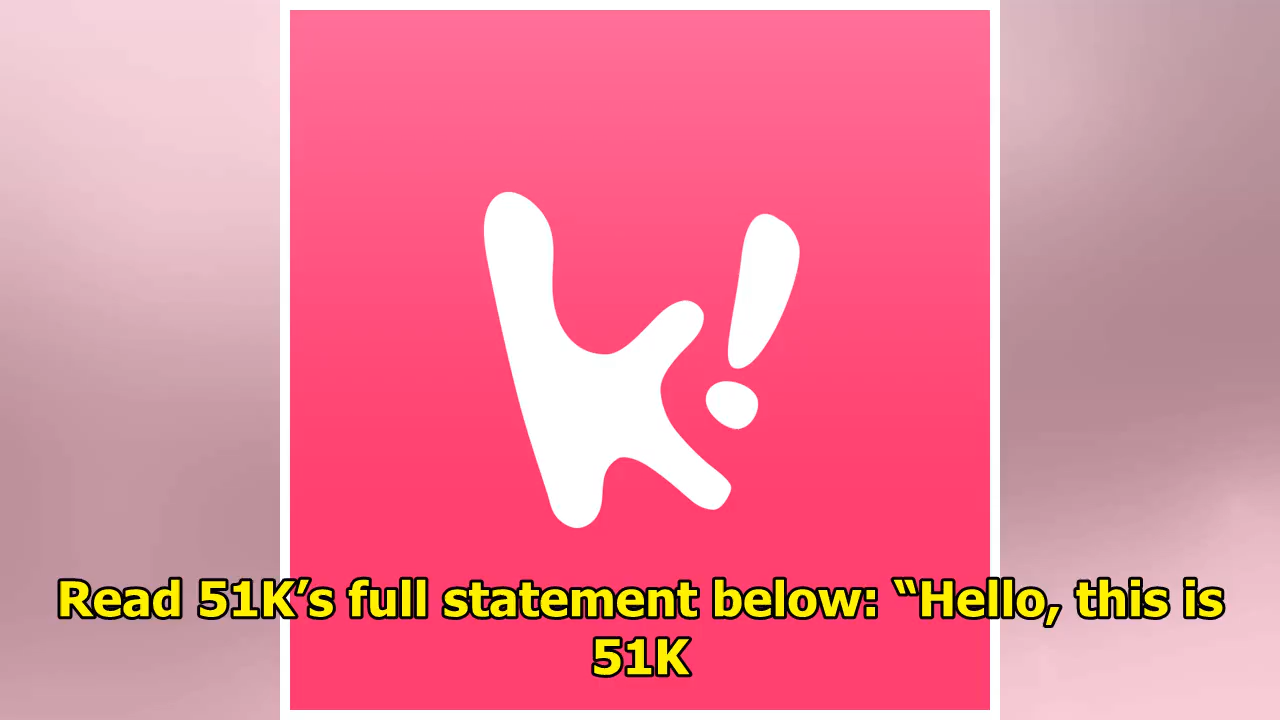 k!
Read 51K’s full statement below: “Hello, this is
51K